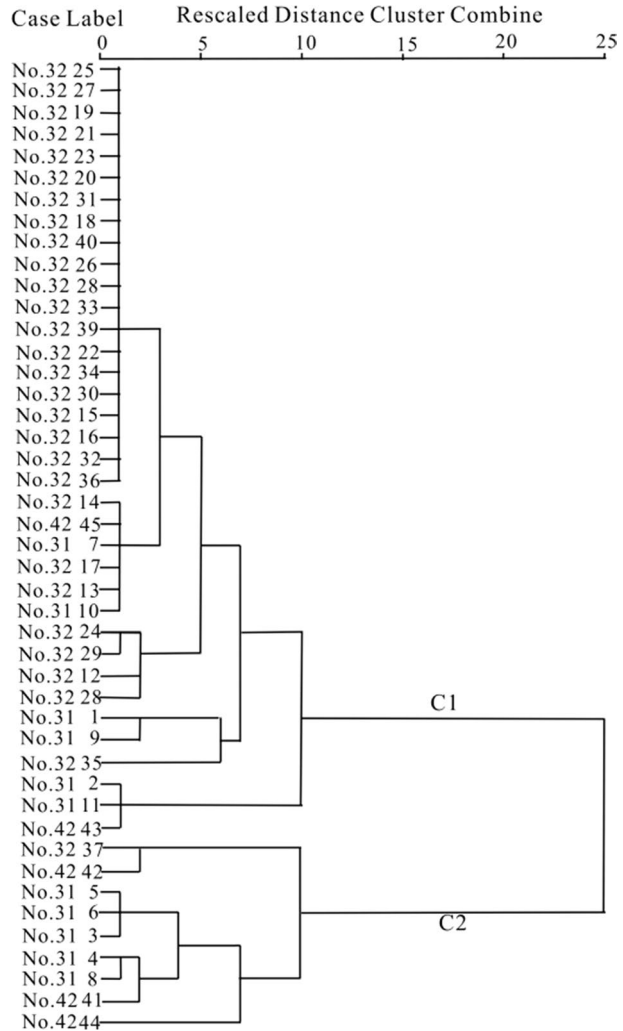 Case Label Rescaled Distance Cluster Combine
0 5 10 15 20 25
No.32 25
No.32 27
No.32 19
No.32 21
No.32 23
No.32 20
No.32 31
No.32 18
No.32 40
No.32 26
No.32 28
No.32 33
No.32 39
No.32 22
No.32 34
No.32 30
No.32 15
No.32 16
No.32 32
No.32 36
No.32 14
No.42 45
No.31 7
No.32 17
No.32 13
No.31 10
No.32 24
No.32 29
No.32 12
No.32 28
No.31 1
C1
No.31 9
No.32 35
No.31 2
No.31 11
No.42 43
No.32 37
No.42 42
No.31 5
No.31 6
C2
No.31 3
No.31 4
No.31 8
No.42 41
No.42 44